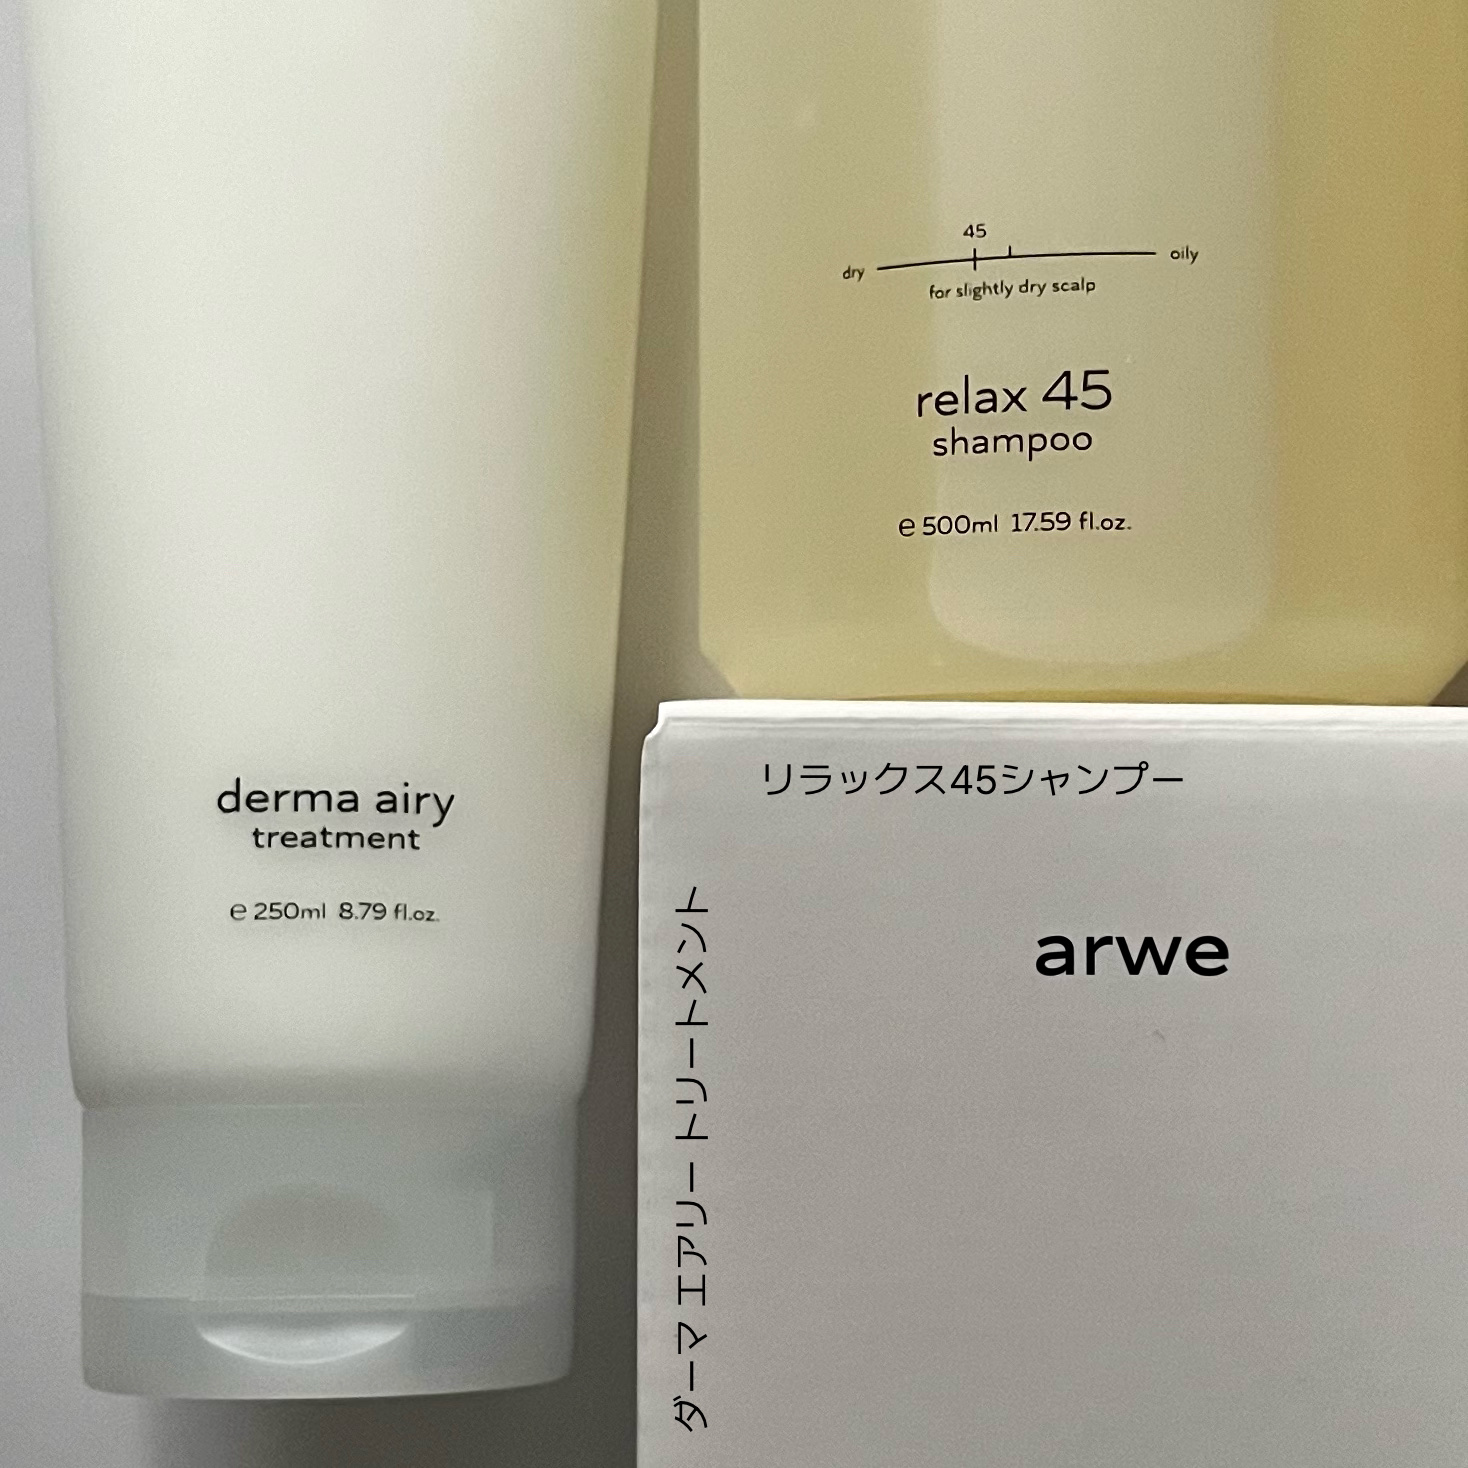 45
dry
oily
for slightly dry scalp
relax 45
shampoo
e 500ml 17.59 fl.oz.
derma airy
treatment
e 250ml 8.79 fl.oz.
リラックス45シャンプー
arwe
ダーマ エアリー トリートメント